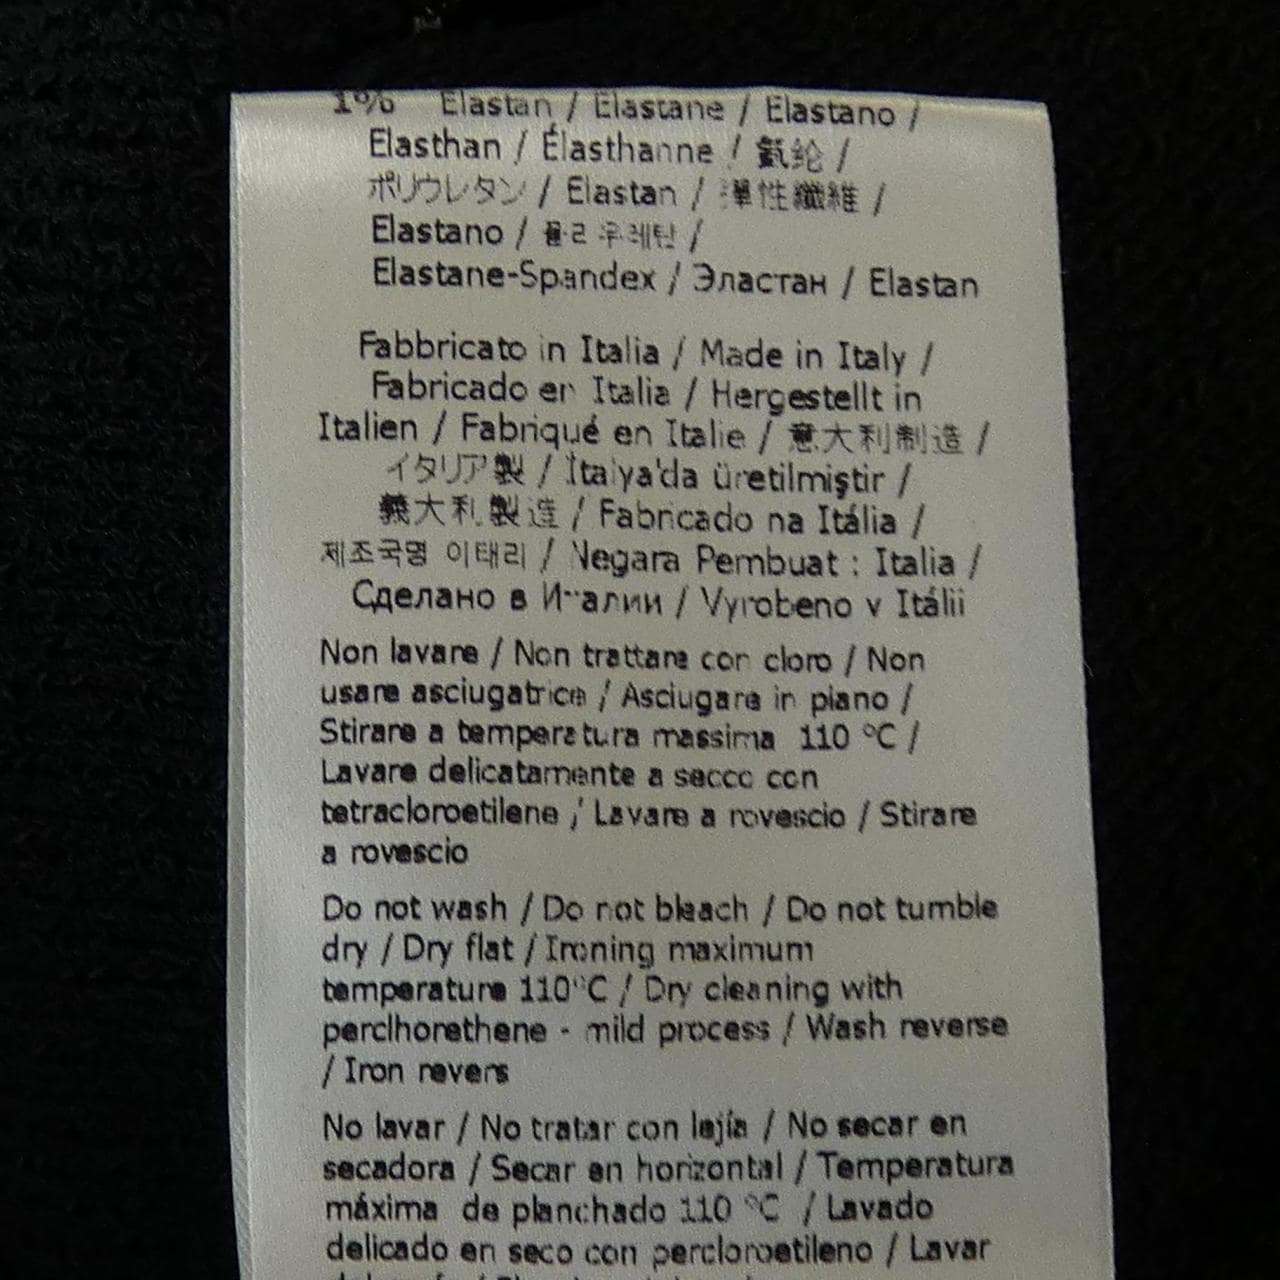 1% Elastan / Elastane / Elastano /
Elasthan / Élasthanne / 氨纶 /
ポリウレタン / Elastan / 彈性纖維 /
Elastano / 폴리우레탄 /
Elastane-Spandex / Эластан / Elastan
Fabbricato in Italia / Made in Italy /
Fabricado en Italia / Hergestellt in
Italien / Fabriqué en Italie / 意大利制造 /
イタリア製 / İtalya'da üretilmiştir /
義大利製造 / Fabricado na Itália /
제조국명 이태리 / Negara Pembuat : Italia /
Сделано в Италии / Vyrobeno v Itálii
Non lavare / Non trattare con cloro / Non
usare asciugatrice / Asciugare in piano /
Stirare a temperatura massima 110 °C /
Lavare delicatamente a secco con
tetracloroetilene / Lavare a rovescio / Stirare
a rovescio
Do not wash / Do not bleach / Do not tumble
dry / Dry flat / Ironing maximum
temperature 110°C / Dry cleaning with
perclhorethene - mild process / Wash reverse
/ Iron revers
No lavar / No tratar con lejía / No secar en
secadora / Secar en horizontal / Temperatura
máxima de planchado 110 °C / Lavado
delicado en seco con percloroetileno / Lavar